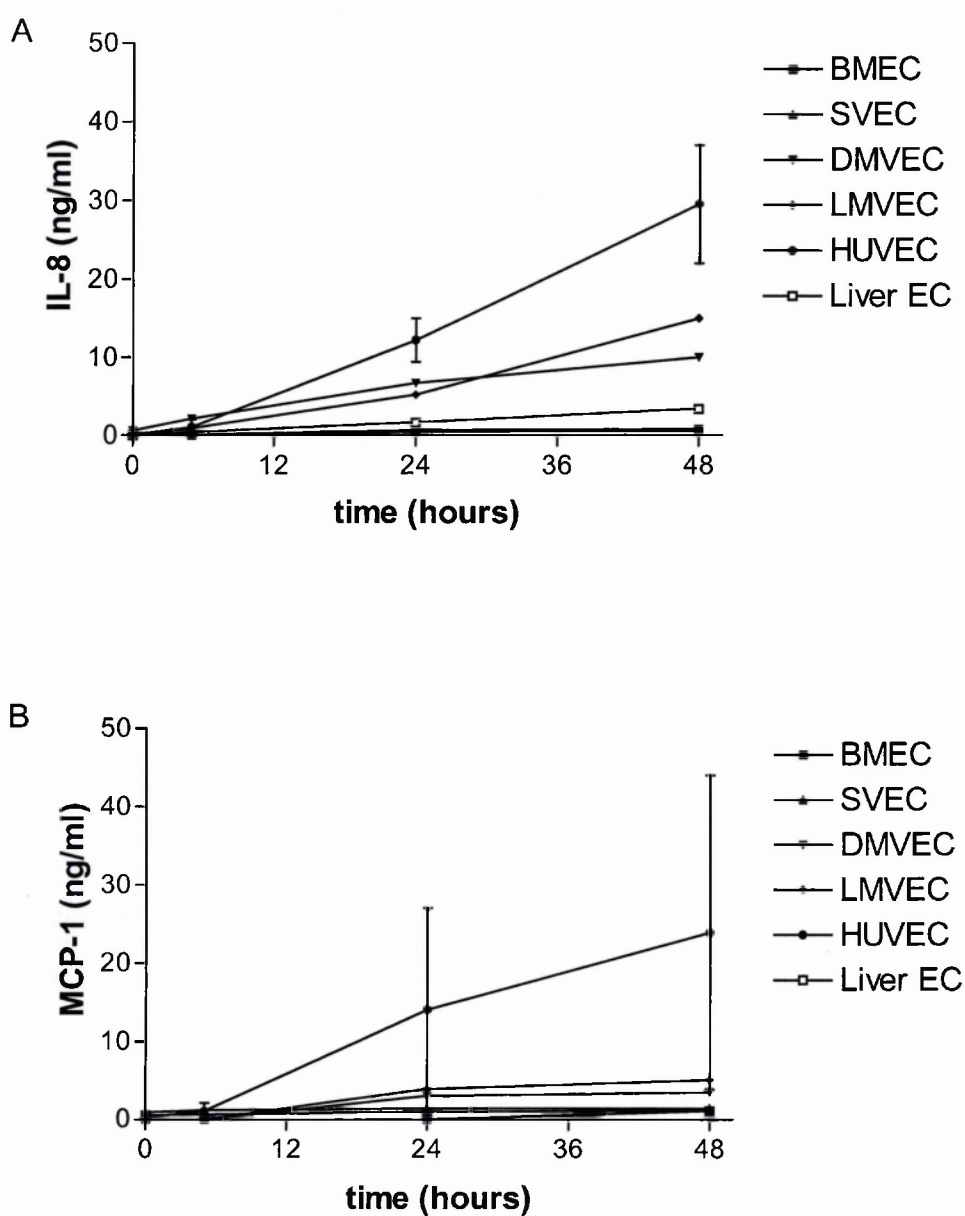 A
50
40
30
20
10
0
IL-8 (ng/ml)
0 12 24 36 48
time (hours)
BMEC
SVEC
DMVEC
LMVEC
HUVEC
Liver EC
B
50
40
30
20
10
0
MCP-1 (ng/ml)
0 12 24 36 48
time (hours)
BMEC
SVEC
DMVEC
LMVEC
HUVEC
Liver EC